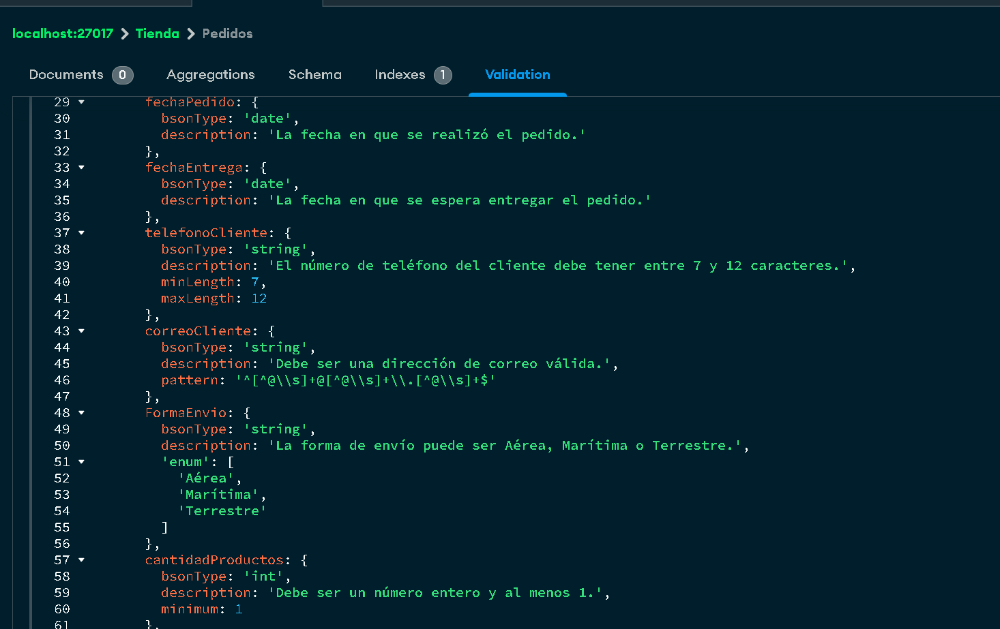 localhost:27017 > Tienda > Pedidos
Documents 0 Aggregations Schema Indexes 1 Validation
29 fechaPedido: {
30 bsonType: 'date',
31 description: 'La fecha en que se realizó el pedido.'
32 },
33 fechaEntrega: {
34 bsonType: 'date',
35 description: 'La fecha en que se espera entregar el pedido.'
36 },
37 telefonoCliente: {
38 bsonType: 'string',
39 description: 'El número de teléfono del cliente debe tener entre 7 y 12 caracteres.',
40 minLength: 7,
41 maxLength: 12
42 },
43 correoCliente: {
44 bsonType: 'string',
45 description: 'Debe ser una dirección de correo válida.',
46 pattern: '^[^@\\s]+@[^@\\s]+\\.[^@\\s]+$'
47 },
48 FormaEnvio: {
49 bsonType: 'string',
50 description: 'La forma de envío puede ser Aérea, Marítima o Terrestre.',
51 'enum': [
52 'Aérea',
53 'Marítima',
54 'Terrestre'
55 ]
56 },
57 cantidadProductos: {
58 bsonType: 'int',
59 description: 'Debe ser un número entero y al menos 1.',
60 minimum: 1
61 },